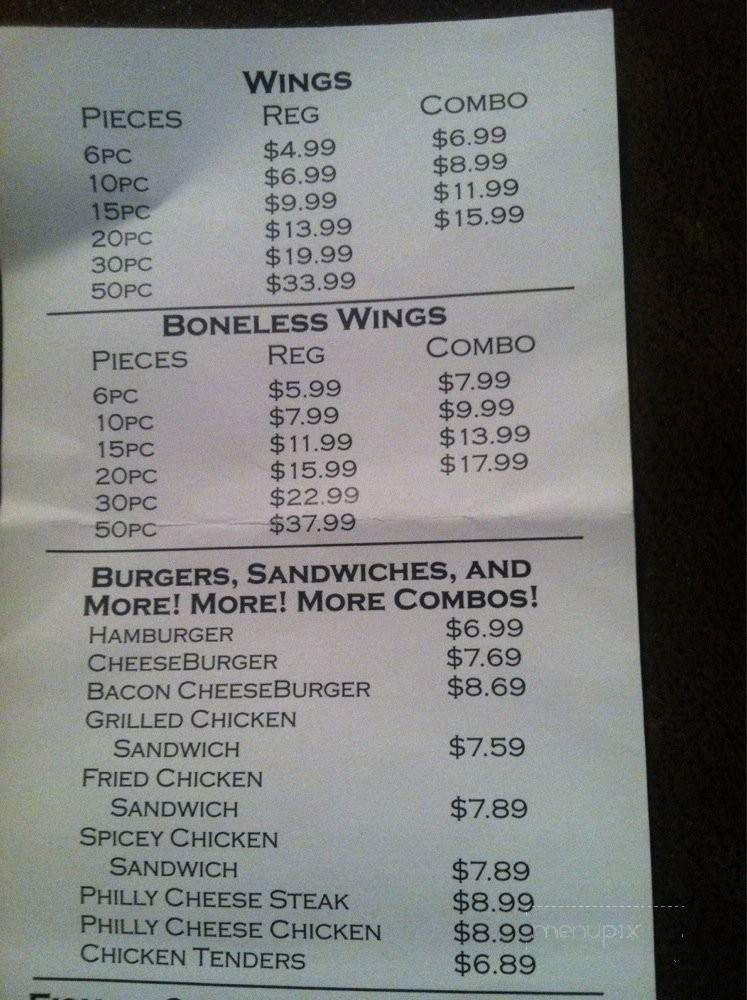 WINGS
PIECES REG COMBO
6PC $4.99 $6.99
10PC $6.99 $8.99
15PC $9.99 $11.99
20PC $13.99 $15.99
30PC $19.99
50PC $33.99
BONELESS WINGS
PIECES REG COMBO
6PC $5.99 $7.99
10PC $7.99 $9.99
15PC $11.99 $13.99
20PC $15.99 $17.99
30PC $22.99
50PC $37.99
BURGERS, SANDWICHES, AND
MORE! MORE! MORE COMBOS!
HAMBURGER $6.99
CHEESEBURGER $7.69
BACON CHEESEBURGER $8.69
GRILLED CHICKEN
SANDWICH $7.59
FRIED CHICKEN
SANDWICH $7.89
SPICEY CHICKEN
SANDWICH $7.89
PHILLY CHEESE STEAK $8.99
PHILLY CHEESE CHICKEN $8.99
CHICKEN TENDERS $6.89
menupix